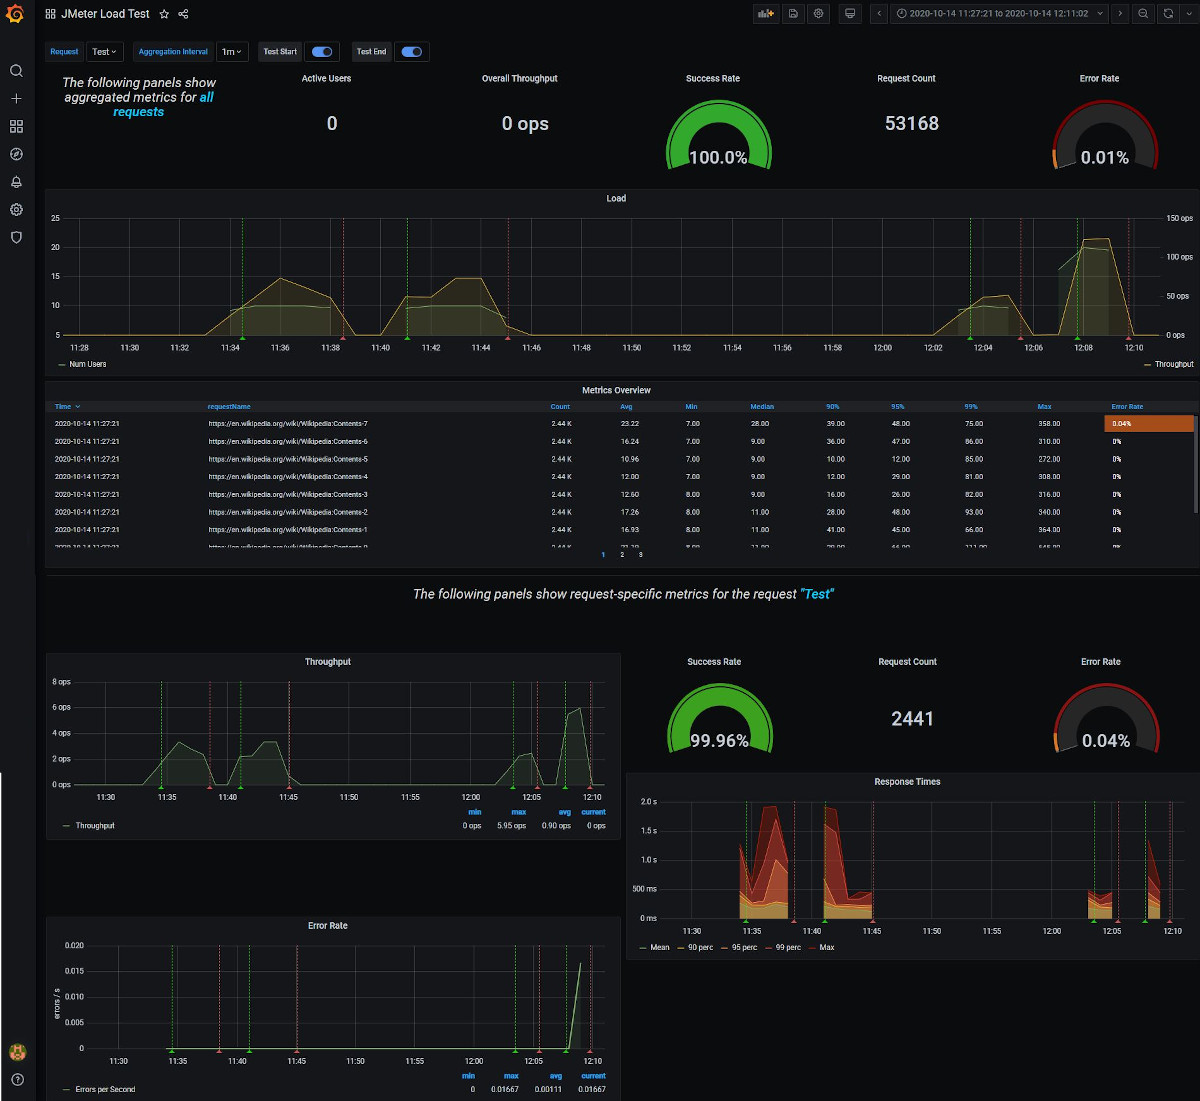 JMeter Load Test
2020-10-14 11:27:21 to 2020-10-14 12:11:02
Request Test Aggregation Interval 1m Test Start Test End
The following panels show
aggregated metrics for all
requests
Active Users
0
Overall Throughput
0 ops
Success Rate
100.0%
Request Count
53168
Error Rate
0.01%
Load
25 150 ops
20 100 ops
15
10 50 ops
5 0 ops
11:28 11:30 11:32 11:34 11:36 11:38 11:40 11:42 11:44 11:46 11:48 11:50 11:52 11:54 11:56 11:58 12:00 12:02 12:04 12:06 12:08 12:10
Num Users Throughput
Metrics Overview
Time requestName Count Avg Min Median 90% 95% 99% Max Error Rate
2020-10-14 11:27:21 https://en.wikipedia.org/wiki/Wikipedia:Contents-7 2.44 K 23.22 7.00 28.00 39.00 48.00 75.00 358.00 0.04%
2020-10-14 11:27:21 https://en.wikipedia.org/wiki/Wikipedia:Contents-6 2.44 K 16.24 7.00 9.00 36.00 47.00 86.00 310.00 0%
2020-10-14 11:27:21 https://en.wikipedia.org/wiki/Wikipedia:Contents-5 2.44 K 10.96 7.00 9.00 10.00 12.00 85.00 272.00 0%
2020-10-14 11:27:21 https://en.wikipedia.org/wiki/Wikipedia:Contents-4 2.44 K 12.00 7.00 9.00 12.00 29.00 81.00 308.00 0%
2020-10-14 11:27:21 https://en.wikipedia.org/wiki/Wikipedia:Contents-3 2.44 K 12.60 8.00 9.00 16.00 26.00 82.00 316.00 0%
2020-10-14 11:27:21 https://en.wikipedia.org/wiki/Wikipedia:Contents-2 2.44 K 17.26 8.00 11.00 28.00 48.00 93.00 340.00 0%
2020-10-14 11:27:21 https://en.wikipedia.org/wiki/Wikipedia:Contents-1 2.44 K 16.93 8.00 11.00 41.00 45.00 66.00 364.00 0%
1 2 3
The following panels show request-specific metrics for the request "Test"
Throughput
8 ops
6 ops
4 ops
2 ops
0 ops
11:30 11:35 11:40 11:45 11:50 11:55 12:00 12:05 12:10
min max avg current
Throughput 0 ops 5.95 ops 0.90 ops 0 ops
Success Rate
99.96%
Request Count
2441
Error Rate
0.04%
Response Times
2.0 s
1.5 s
1.0 s
500 ms
0 ms
11:30 11:35 11:40 11:45 11:50 11:55 12:00 12:05 12:10
Mean 90 perc 95 perc 99 perc Max
Error Rate
errors / s
0.020
0.015
0.010
0.005
0
11:30 11:35 11:40 11:45 11:50 11:55 12:00 12:05 12:10
min max avg current
Errors per Second 0 0.01667 0.00111 0.01667